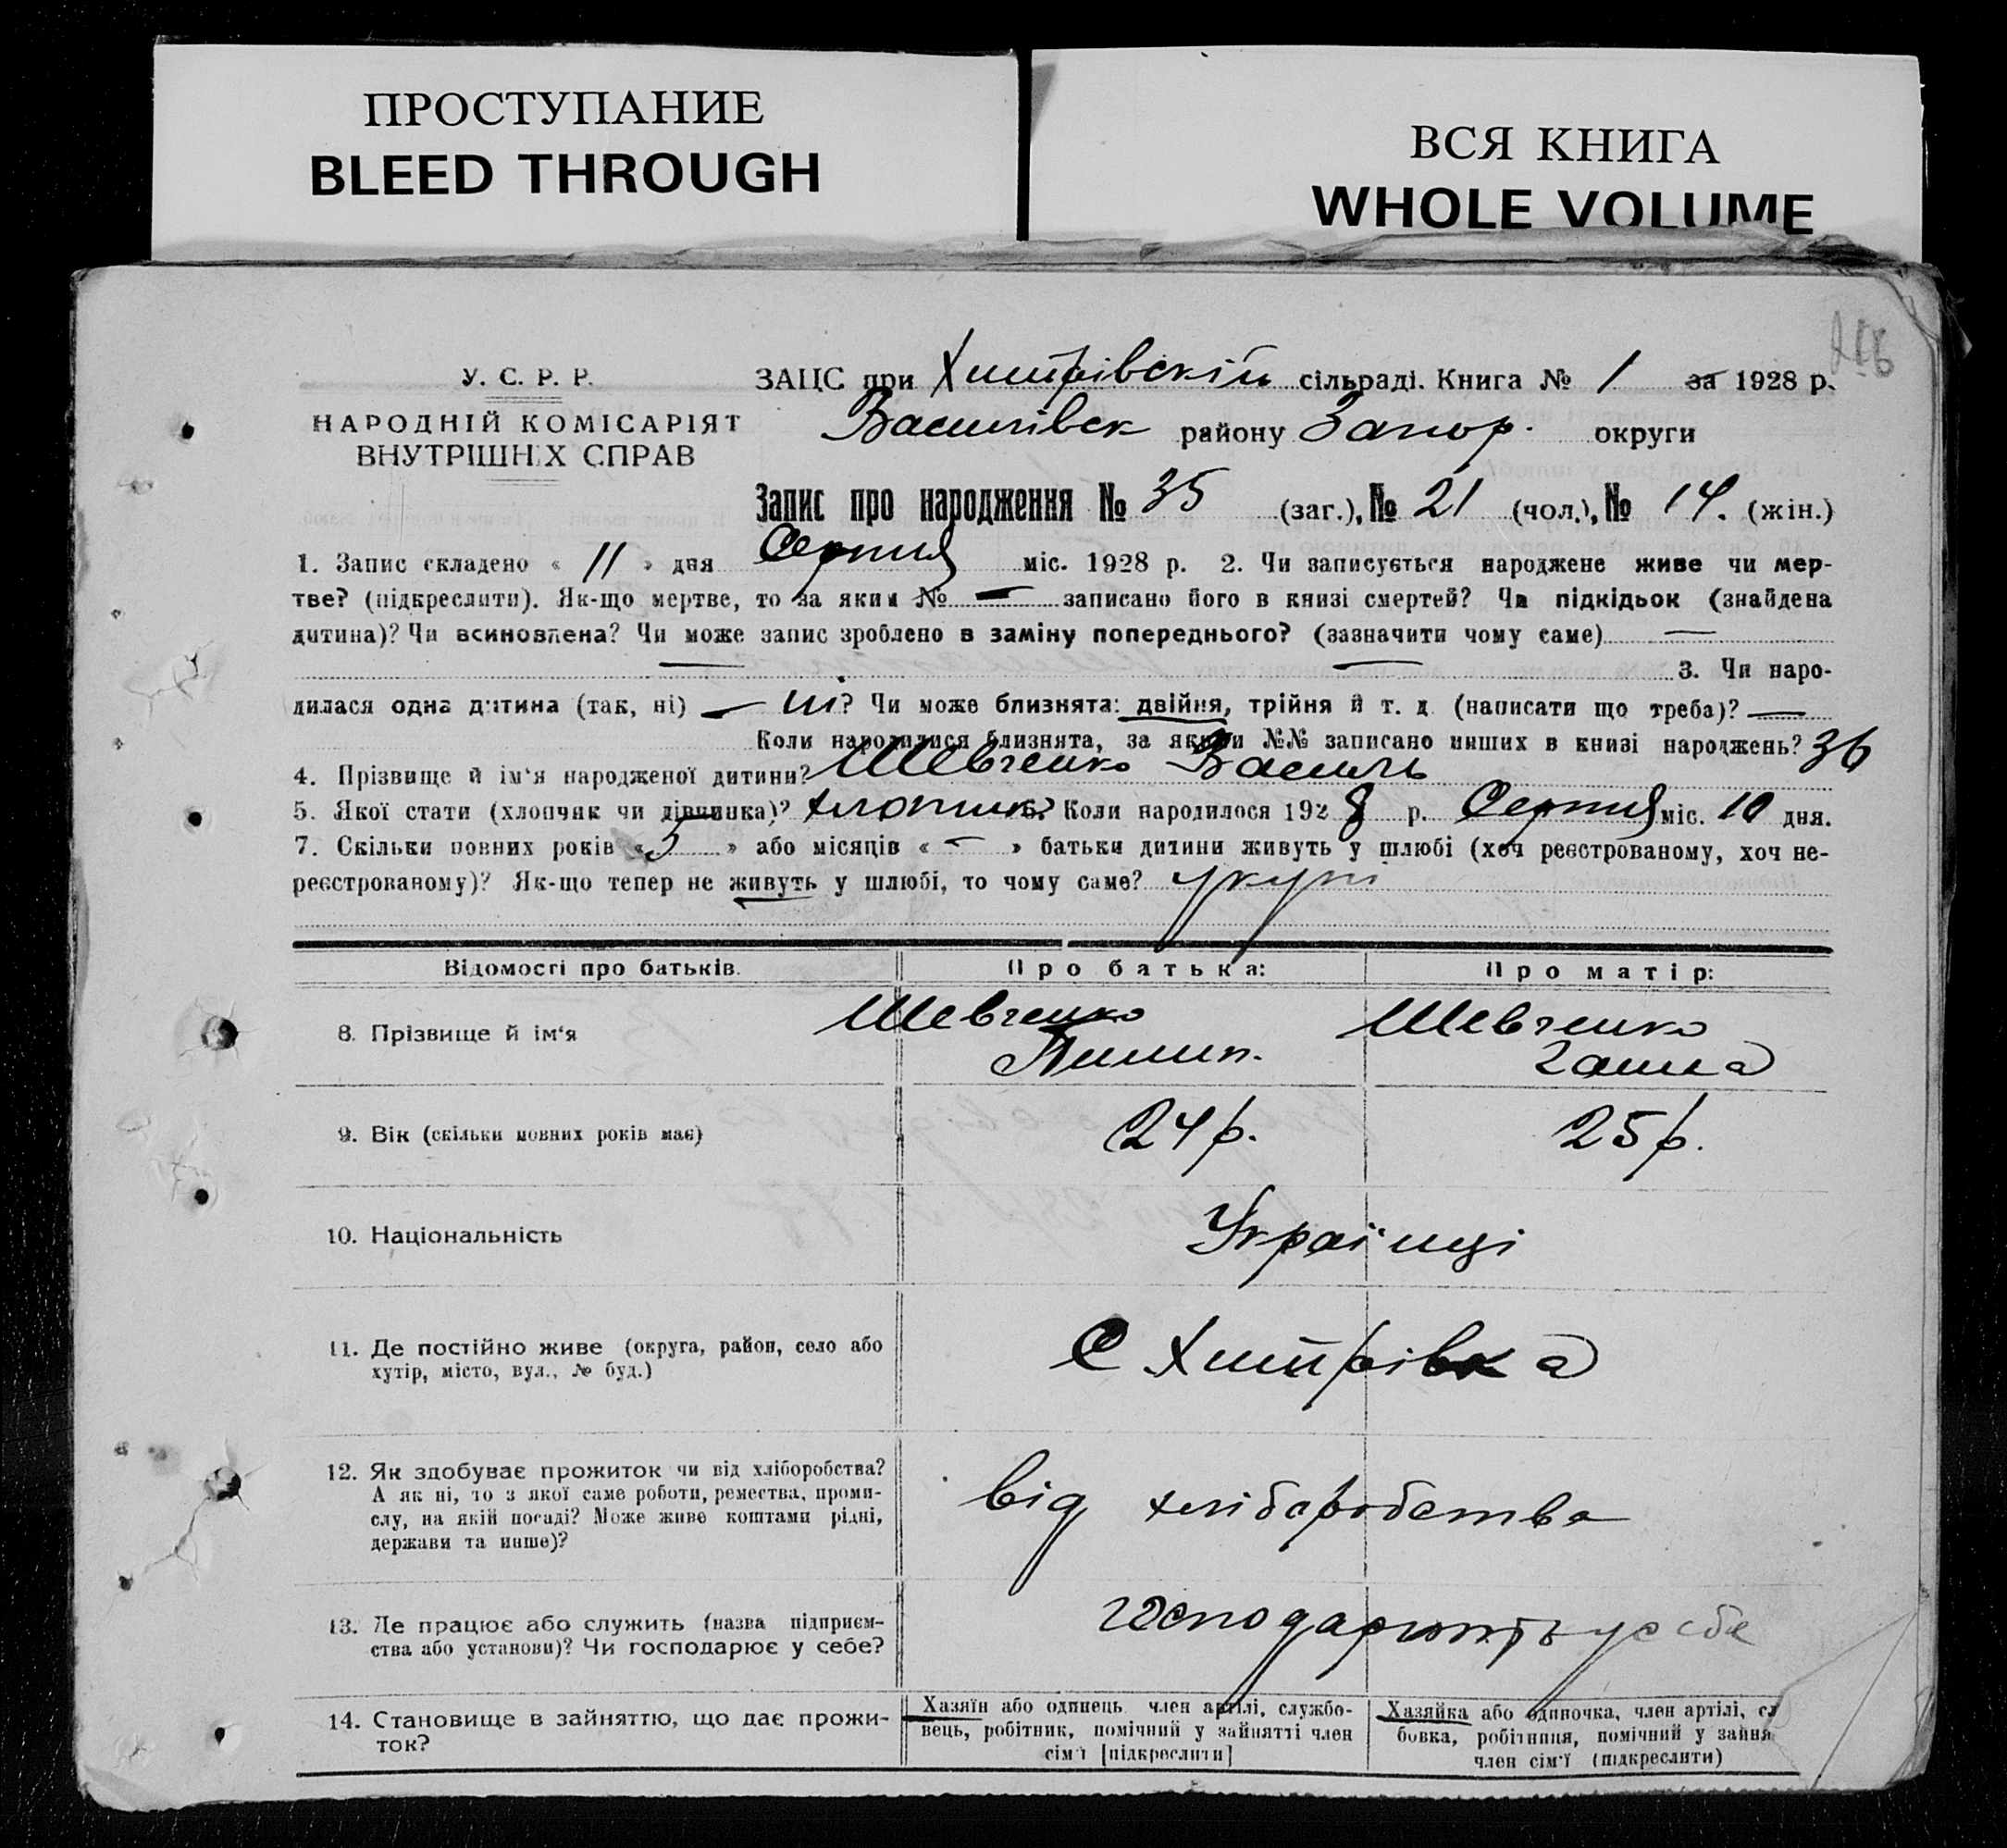 ПРОСТУПАНИЕ
BLEED THROUGH
ВСЯ КНИГА
WHOLE VOLUME
У. С. Р. Р.
НАРОДНІЙ КОМІСАРІЯТ
ВНУТРІШНІХ СПРАВ
ЗАЦС при Хитрівській сільраді. Книга № 1 за 1928 р.
Василівск району Запор. округи
Запис про народження № 35 (заг.), № 21 (чол.), № 14. (жін.)
1. Запис складено « 11 » дня Серпня міс. 1928 р. 2. Чи записується народжене живе чи мер-
тве? (підкреслити). Як-що мертве, то за яким № — записано його в книзі смертей? Чи підкідьок (знайдена
дитина)? Чи всиновлена? Чи може запис зроблено в заміну попереднього? (зазначити чому саме) —
— — 3. Чи наро-
дилася одна дитина (так, ні) — ні? Чи може близнята: двійня, трійня й т. д (написати що треба)? —
Коли народилися близнята, за якими №№ записано инших в книзі народжень? 36
4. Прізвище й ім'я народженої дитини? Шевченко Василь
5. Якої стати (хлопчик чи дівчинка)? хлопчик 6. Коли народилося 1928 р. Серпня міс. 10 дня.
7. Скільки повних років « 5 » або місяців « — » батьки дитини живуть у шлюбі (хоч реєстрованому, хоч не-
реєстрованому)? Як-що тепер не живуть у шлюбі, то чому саме? укупі
Відомості про батьків. Про батька: Про матір:
8. Прізвище й ім'я Шевченко Шевченко
Пилип. Ганна
9. Вік (скільки повних років має) 24 р. 25 р.
10. Національність Українці
11. Де постійно живе (округа, район, село або
хутір, місто, вул., № буд.) С Хитрівка
12. Як здобуває прожиток чи від хліборобства?
А як ні, то з якої саме роботи, ремества, проми-
слу, на якій посаді? Може живе коштами рідні,
держави та инше)? від хліборобства
13. Де працює або служить (назва підприєм-
ства або установи)? Чи господарює у себе? господарюють у себе
14. Становище в зайняттю, що дає прожи-
ток?
Хазяїн або одинець член артілі, службо-
вець, робітник, помічний у зайнятті член
сім'ї [підкреслити]
Хазяйка або одиночка, член артілі, сл
бовка, робітниця, помічний у зайня
член сім'ї (підкреслити)